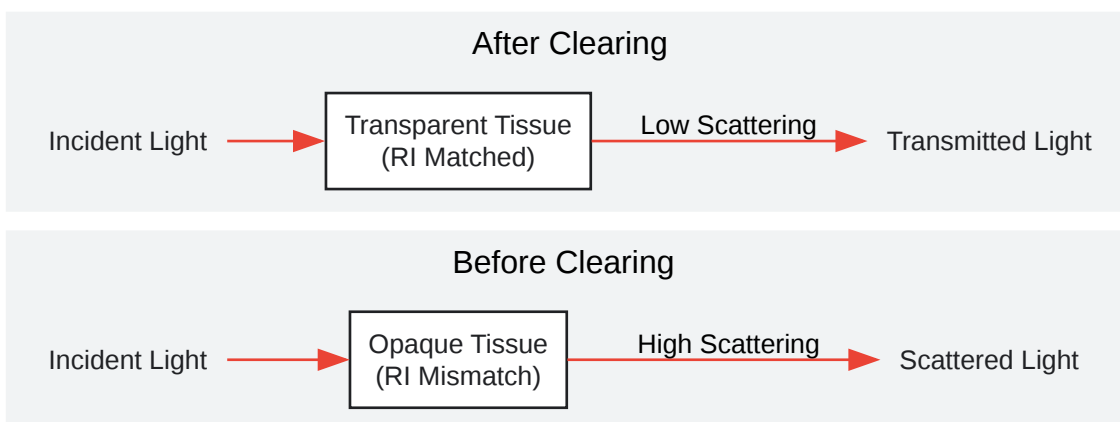 After Clearing
Incident Light
Transparent Tissue
(RI Matched)
Low Scattering
Transmitted Light
Before Clearing
Incident Light
Opaque Tissue
(RI Mismatch)
High Scattering
Scattered Light